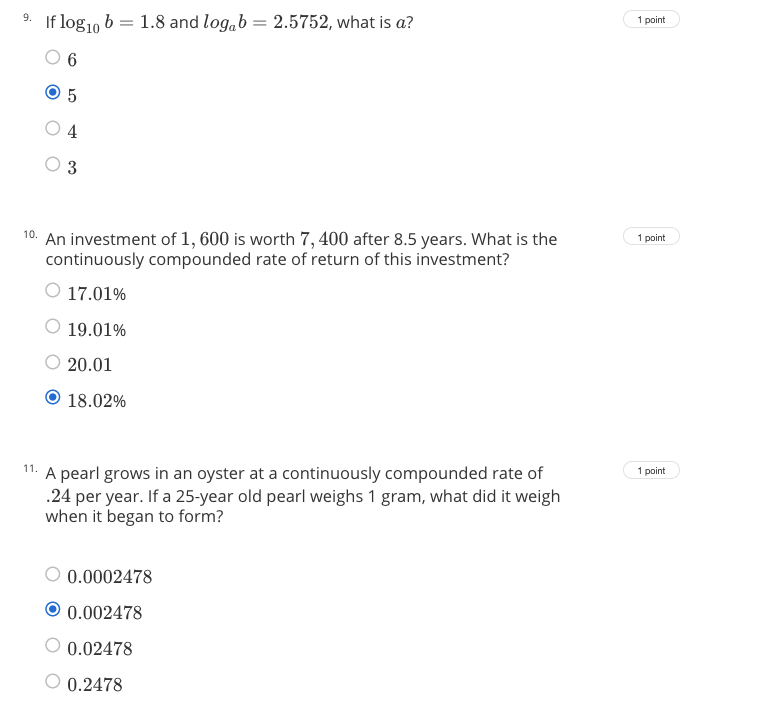 9. If log₁₀ b = 1.8 and logₐb = 2.5752, what is a?
1 point
6
5
4
3
10. An investment of 1, 600 is worth 7, 400 after 8.5 years. What is the
1 point
continuously compounded rate of return of this investment?
17.01%
19.01%
20.01
18.02%
11. A pearl grows in an oyster at a continuously compounded rate of
1 point
.24 per year. If a 25-year old pearl weighs 1 gram, what did it weigh
when it began to form?
0.0002478
0.002478
0.02478
0.2478